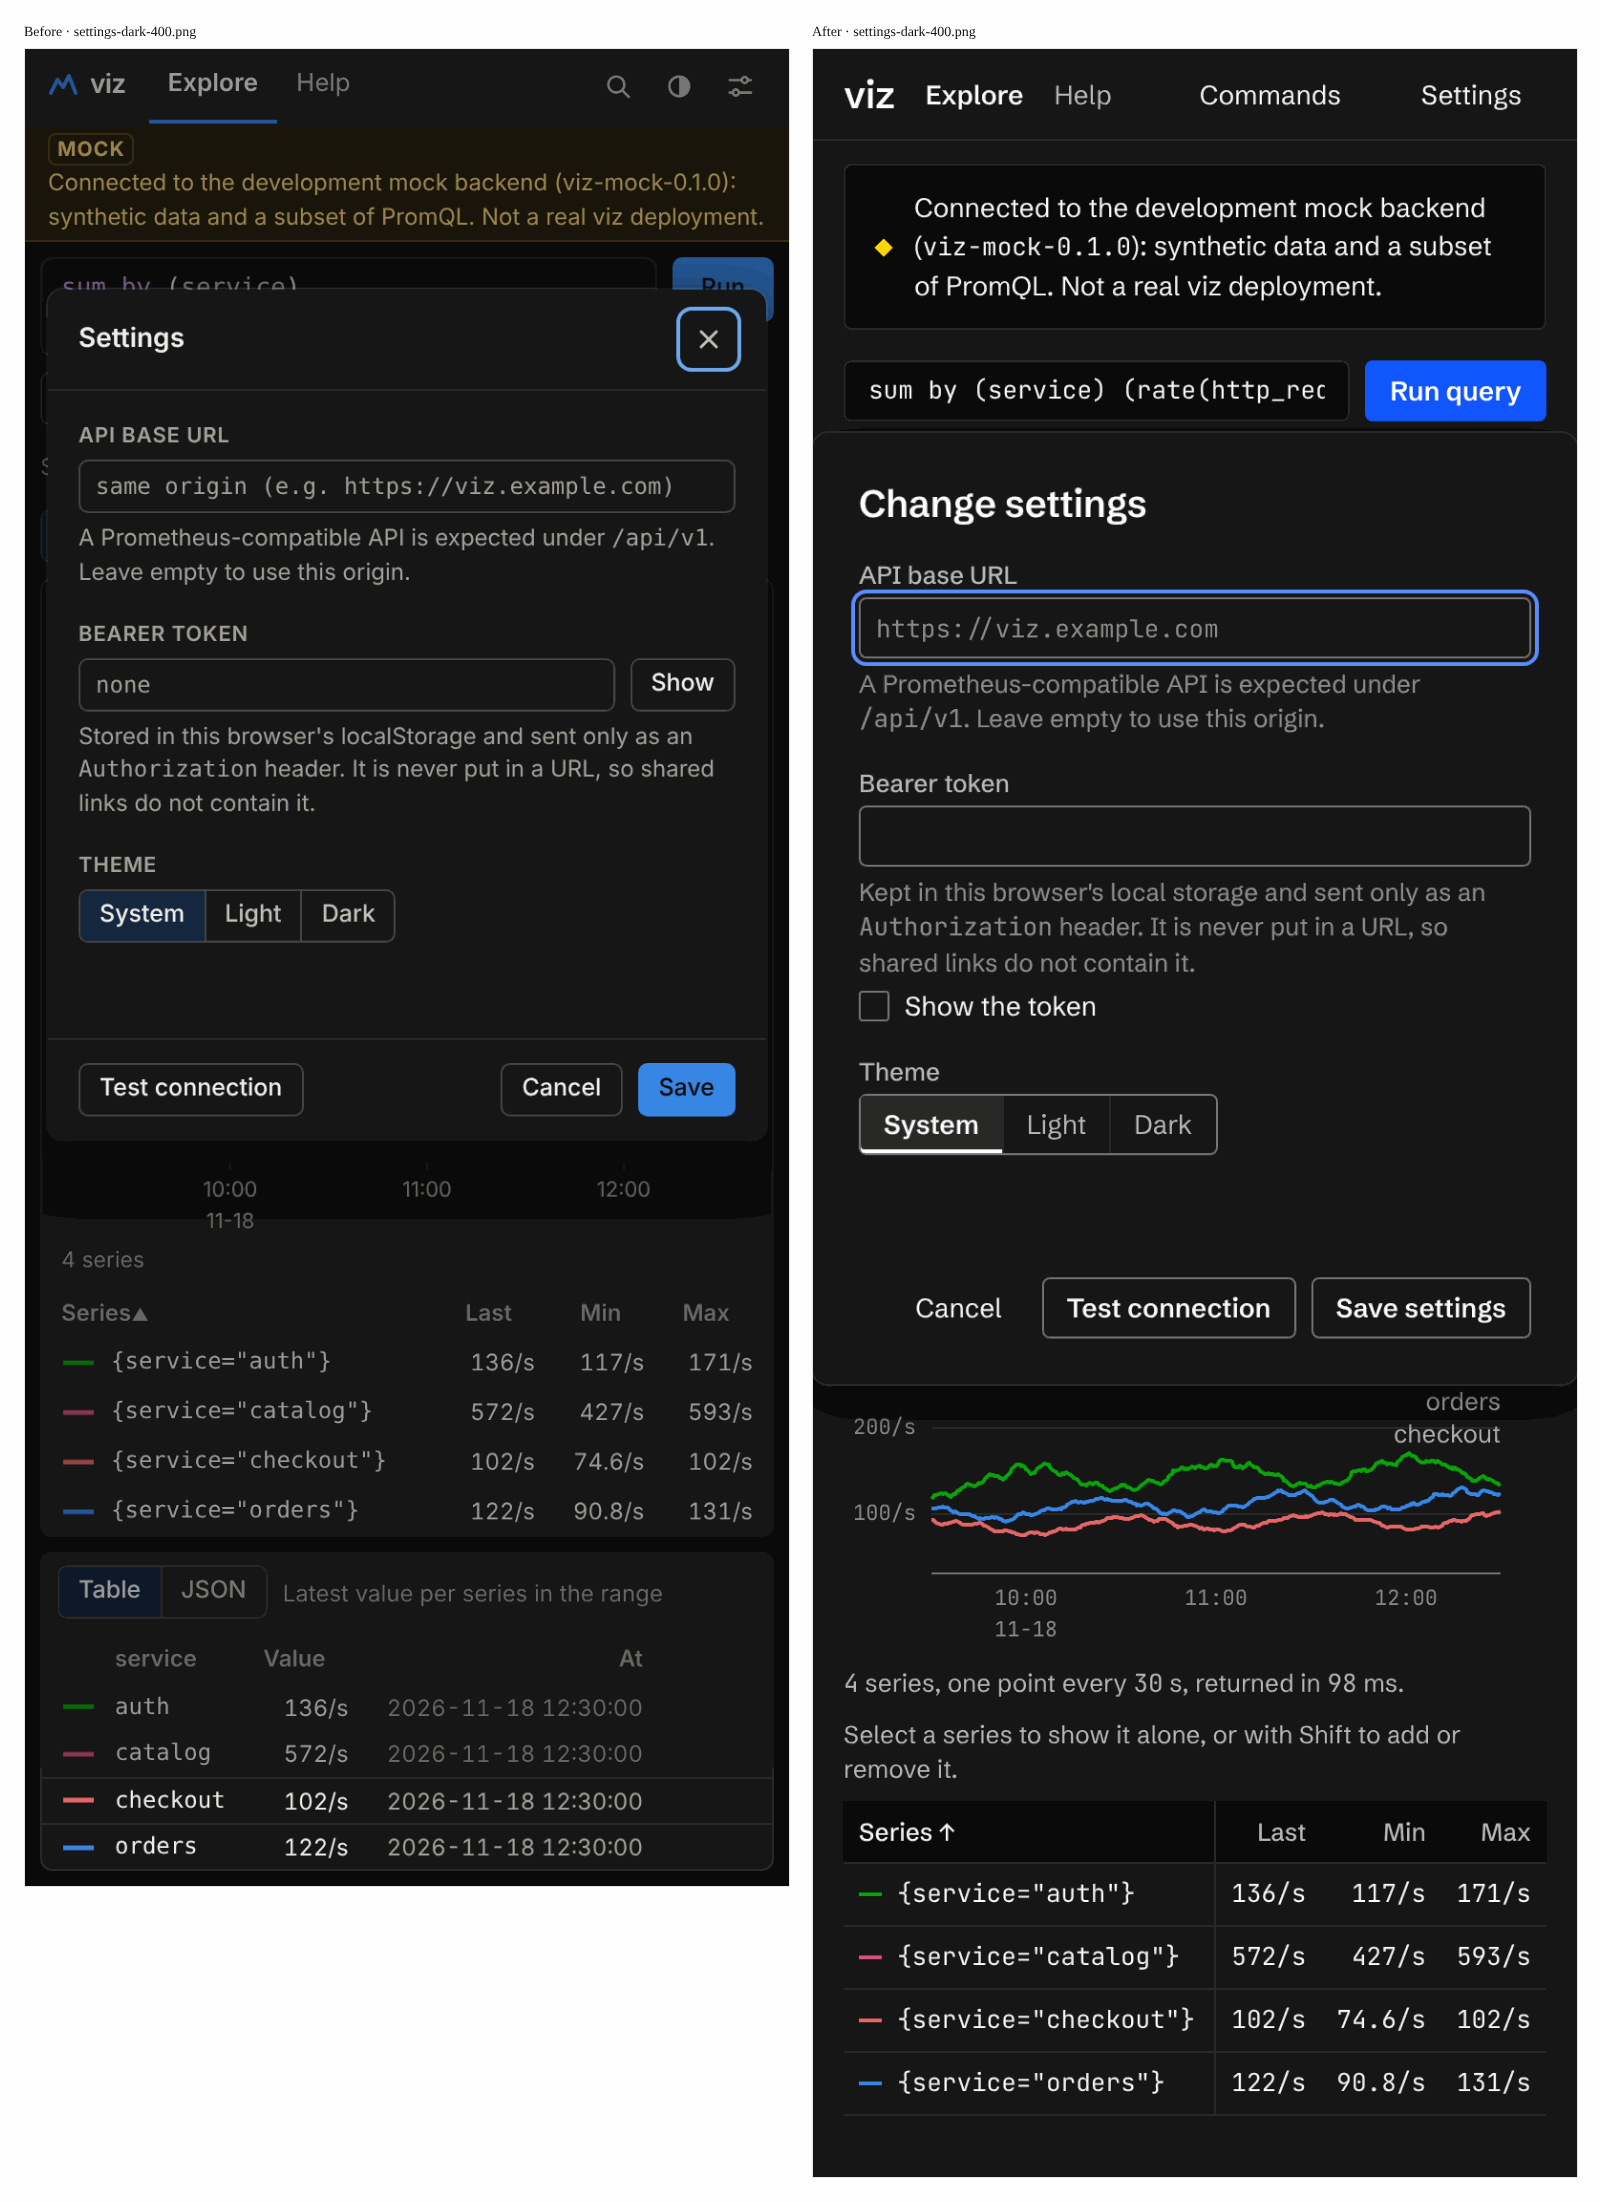 Before · settings-dark-400.png
viz Explore Help
MOCK
Connected to the development mock backend (viz-mock-0.1.0):
synthetic data and a subset of PromQL. Not a real viz deployment.
sum by (service)
Run
Settings
API BASE URL
same origin (e.g. https://viz.example.com)
A Prometheus-compatible API is expected under /api/v1.
Leave empty to use this origin.
BEARER TOKEN
none Show
Stored in this browser's localStorage and sent only as an
Authorization header. It is never put in a URL, so shared
links do not contain it.
THEME
System Light Dark
Test connection Cancel Save
10:00 11:00 12:00
11-18
4 series
Series▲ Last Min Max
{service="auth"} 136/s 117/s 171/s
{service="catalog"} 572/s 427/s 593/s
{service="checkout"} 102/s 74.6/s 102/s
{service="orders"} 122/s 90.8/s 131/s
Table JSON Latest value per series in the range
service Value At
auth 136/s 2026-11-18 12:30:00
catalog 572/s 2026-11-18 12:30:00
checkout 102/s 2026-11-18 12:30:00
orders 122/s 2026-11-18 12:30:00
After · settings-dark-400.png
viz Explore Help Commands Settings
Connected to the development mock backend
(viz-mock-0.1.0): synthetic data and a subset
of PromQL. Not a real viz deployment.
sum by (service) (rate(http_req
Run query
Change settings
API base URL
https://viz.example.com
A Prometheus-compatible API is expected under
/api/v1. Leave empty to use this origin.
Bearer token
Kept in this browser's local storage and sent only as an
Authorization header. It is never put in a URL, so
shared links do not contain it.
Show the token
Theme
System Light Dark
Cancel Test connection Save settings
orders
200/s
checkout
100/s
10:00 11:00 12:00
11-18
4 series, one point every 30 s, returned in 98 ms.
Select a series to show it alone, or with Shift to add or
remove it.
Series ↑ Last Min Max
{service="auth"} 136/s 117/s 171/s
{service="catalog"} 572/s 427/s 593/s
{service="checkout"} 102/s 74.6/s 102/s
{service="orders"} 122/s 90.8/s 131/s